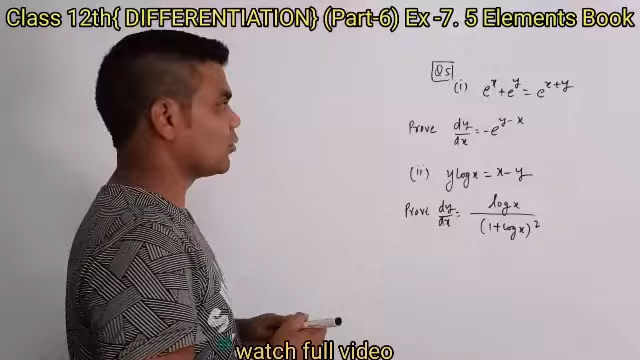 Class 12th{ DIFFERENTIATION} (Part-6) Ex -7. 5 Elements Book
Q5
(i) e^x + e^y = e^{x+y}
Prove dy/dx = -e^{y-x}
(ii) y log x = x - y
Prove dy/dx = log x/(1+log x)^2
watch full video